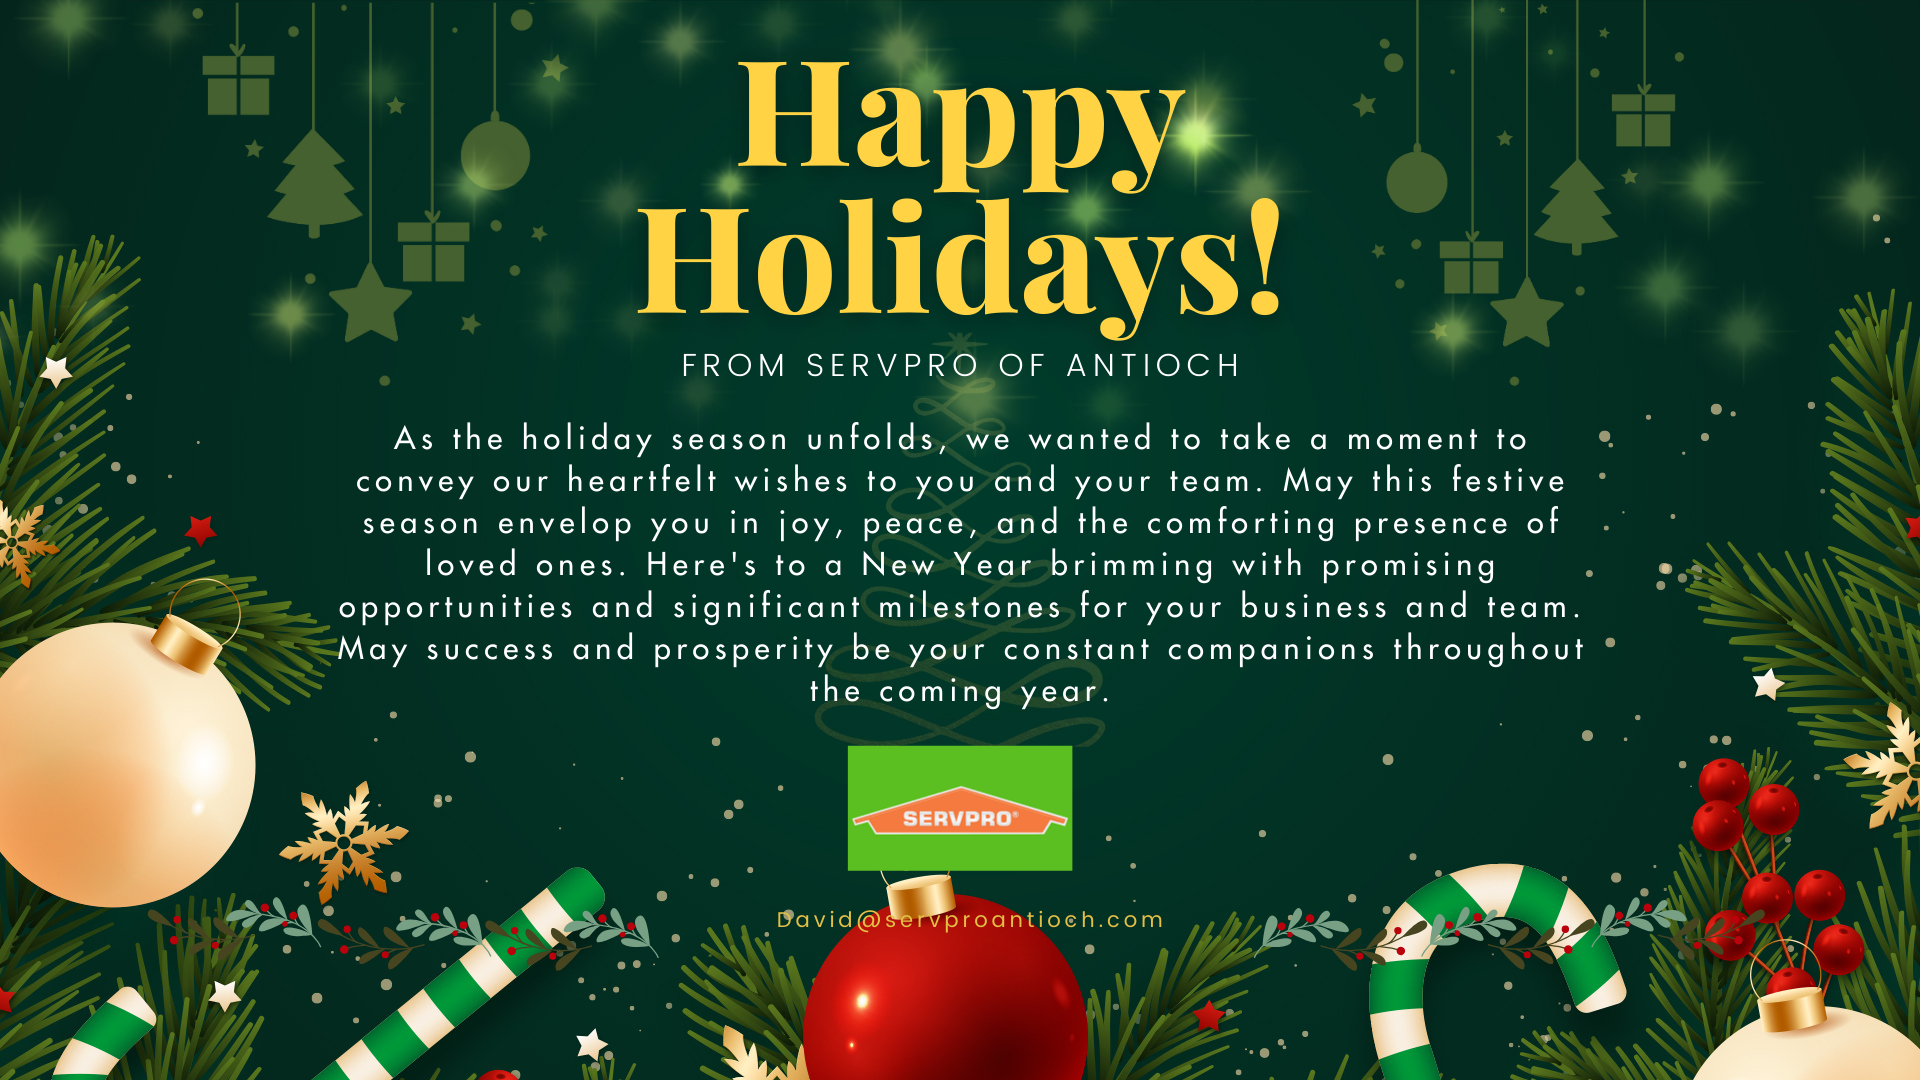 Happy
Holidays!
FROM SERVPRO OF ANTIOCH
As the holiday season unfolds, we wanted to take a moment to
convey our heartfelt wishes to you and your team. May this festive
season envelop you in joy, peace, and the comforting presence of
loved ones. Here's to a New Year brimming with promising
opportunities and significant milestones for your business and team.
May success and prosperity be your constant companions throughout
the coming year.
SERVPRO®
David@servproantioch.com